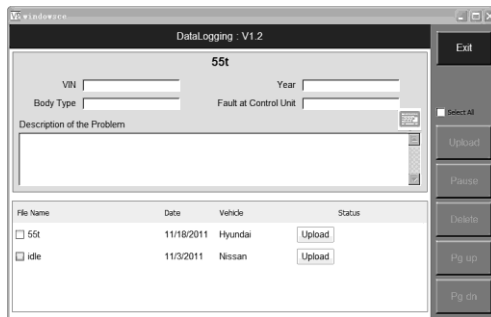 windowsce
DataLogging : V1.2
Exit
55t
VIN
Year
Body Type
Fault at Control Unit
Description of the Problem
Select All
Upload
Pause
Delete
Pg up
Pg dn
File Name Date Vehicle Status
55t 11/18/2011 Hyundai Upload
idle 11/3/2011 Nissan Upload